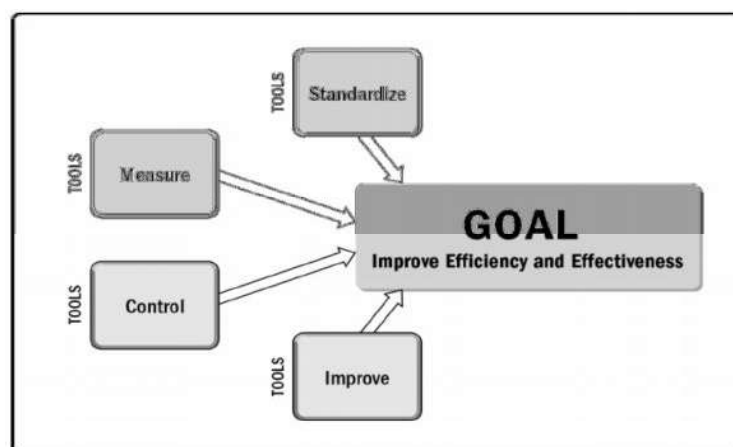 TOOLS
Standardize
TOOLS
Measure
GOAL
Improve Efficiency and Effectiveness
TOOLS
Control
TOOLS
Improve